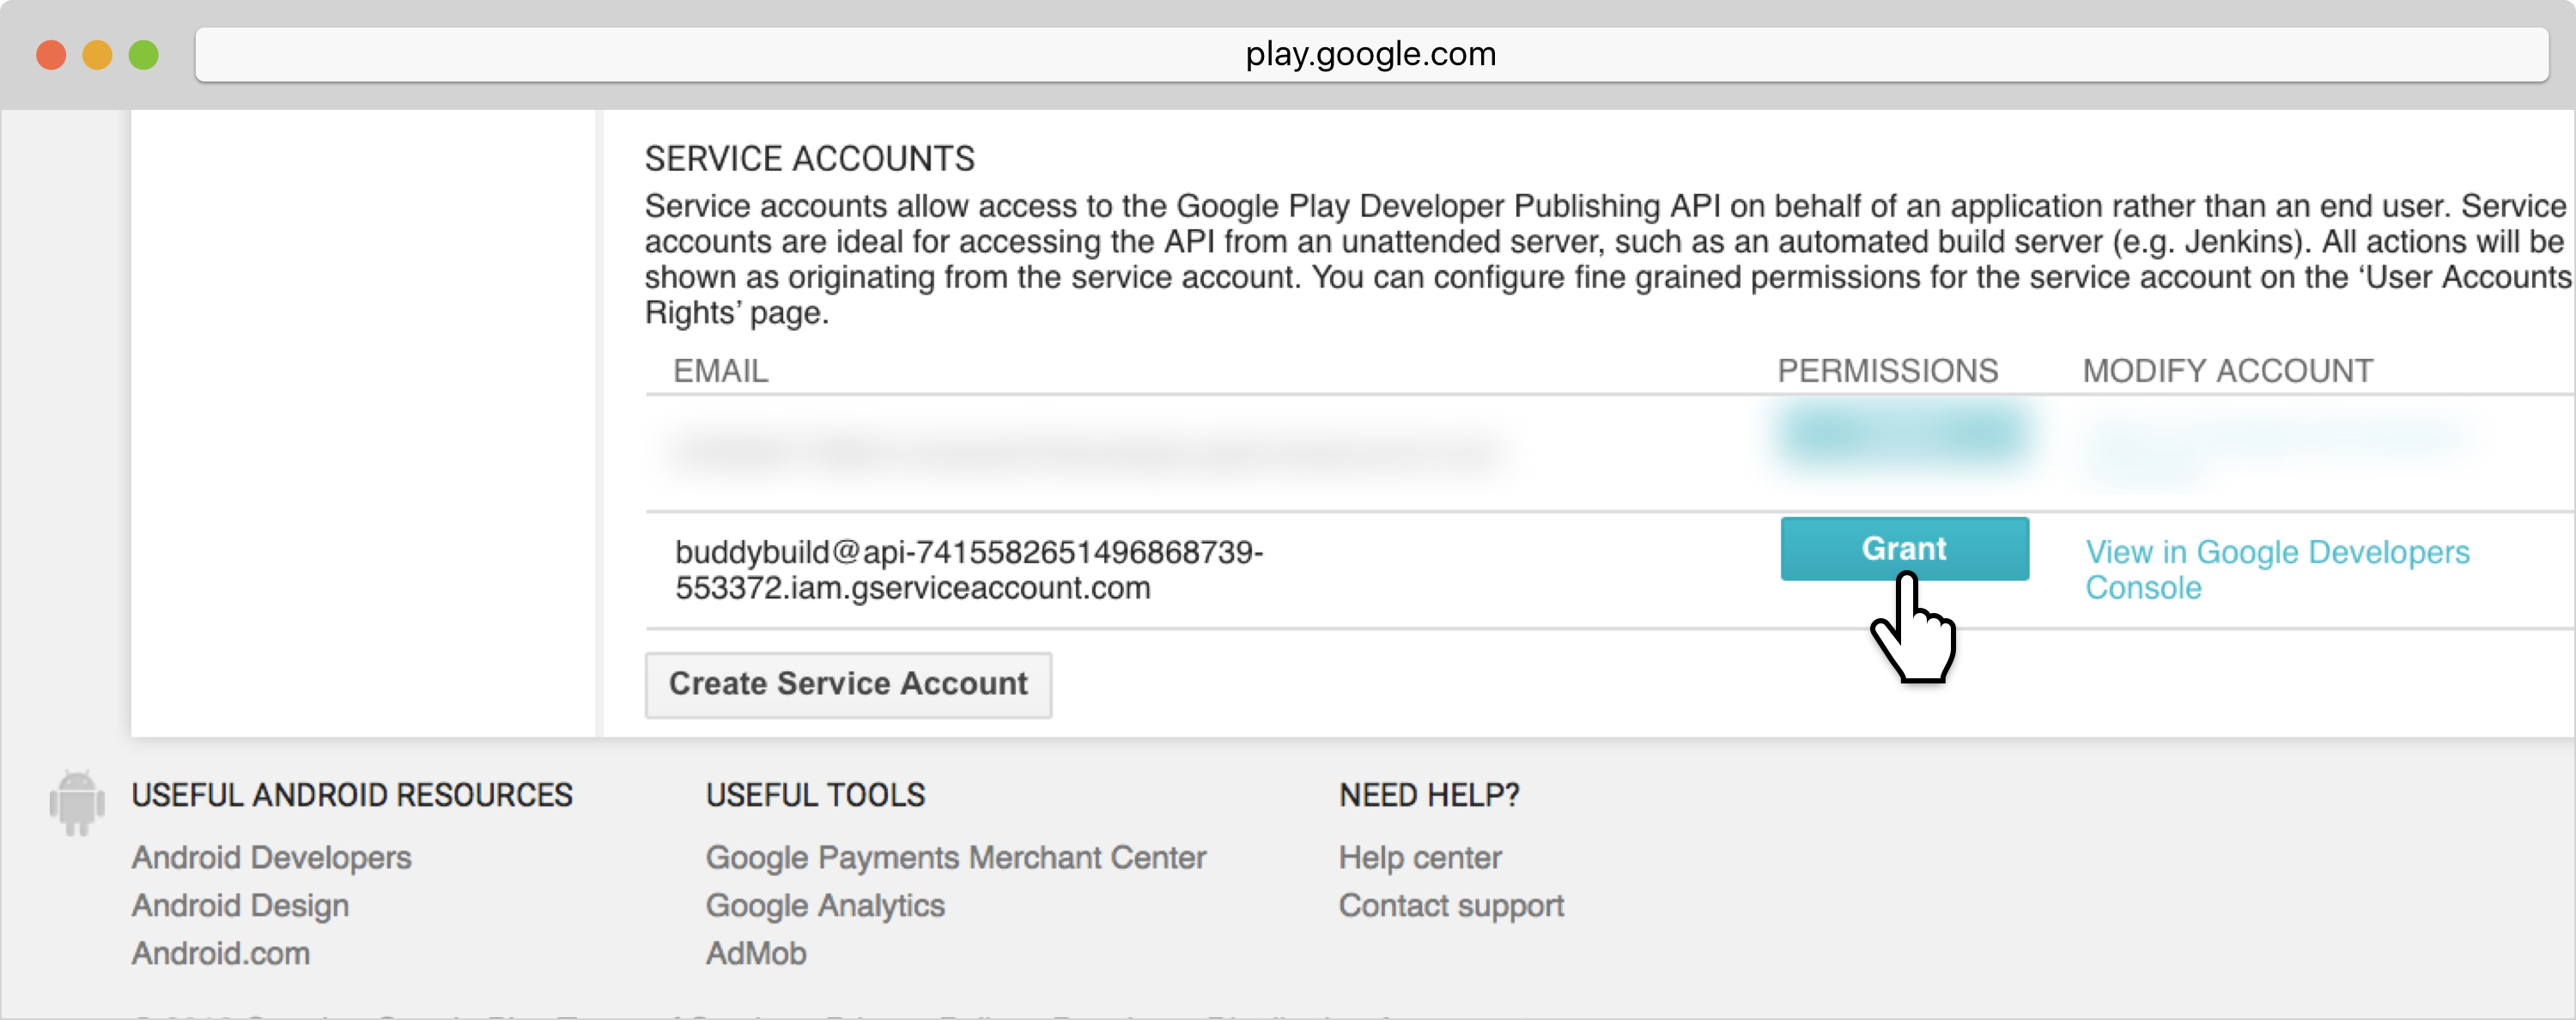 play.google.com
SERVICE ACCOUNTS
Service accounts allow access to the Google Play Developer Publishing API on behalf of an application rather than an end user. Service
accounts are ideal for accessing the API from an unattended server, such as an automated build server (e.g. Jenkins). All actions will be
shown as originating from the service account. You can configure fine grained permissions for the service account on the ‘User Accounts
Rights’ page.
EMAIL PERMISSIONS MODIFY ACCOUNT
buddybuild@api-7415582651496868739-
553372.iam.gserviceaccount.com
Grant
View in Google Developers
Console
Create Service Account
USEFUL ANDROID RESOURCES
Android Developers
Android Design
Android.com
USEFUL TOOLS
Google Payments Merchant Center
Google Analytics
AdMob
NEED HELP?
Help center
Contact support